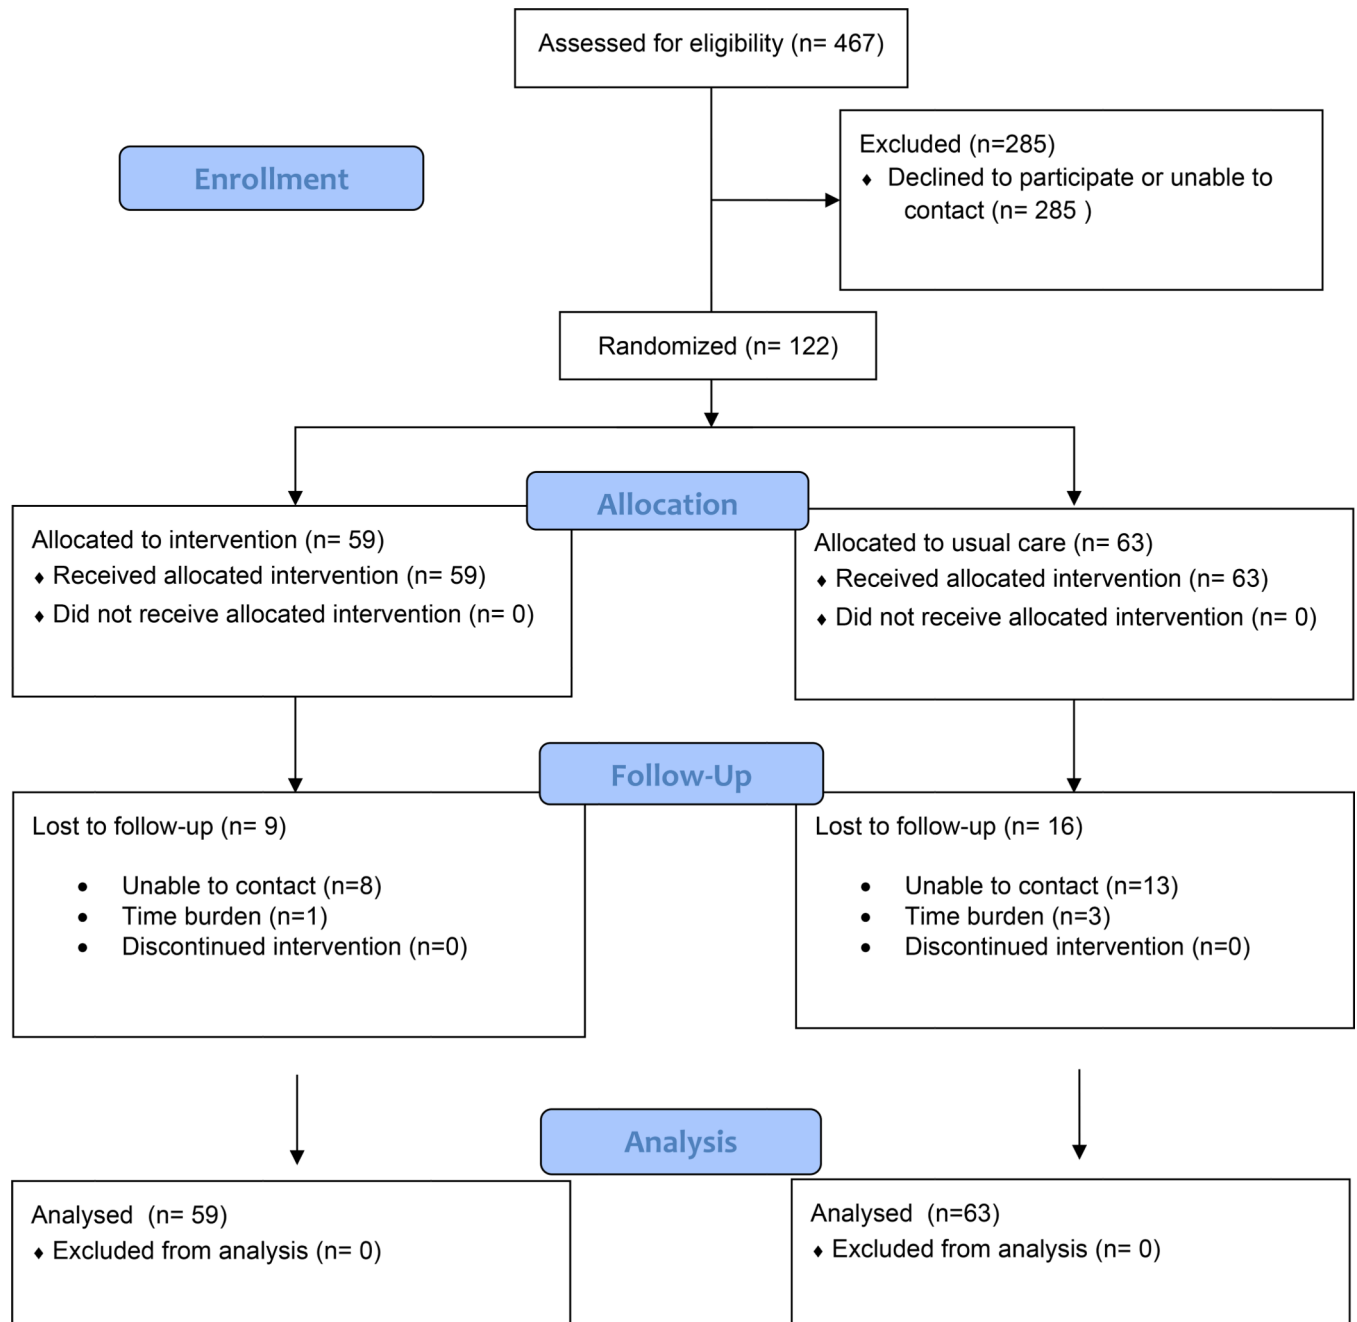 Assessed for eligibility (n= 467)
Excluded (n=285)
♦ Declined to participate or unable to
contact (n= 285 )
Enrollment
Randomized (n= 122)
Allocation
Allocated to intervention (n= 59)
♦ Received allocated intervention (n= 59)
♦ Did not receive allocated intervention (n= 0)
Allocated to usual care (n= 63)
♦ Received allocated intervention (n= 63)
♦ Did not receive allocated intervention (n= 0)
Follow-Up
Lost to follow-up (n= 9)
• Unable to contact (n=8)
• Time burden (n=1)
• Discontinued intervention (n=0)
Lost to follow-up (n= 16)
• Unable to contact (n=13)
• Time burden (n=3)
• Discontinued intervention (n=0)
Analysis
Analysed (n= 59)
♦ Excluded from analysis (n= 0)
Analysed (n=63)
♦ Excluded from analysis (n= 0)